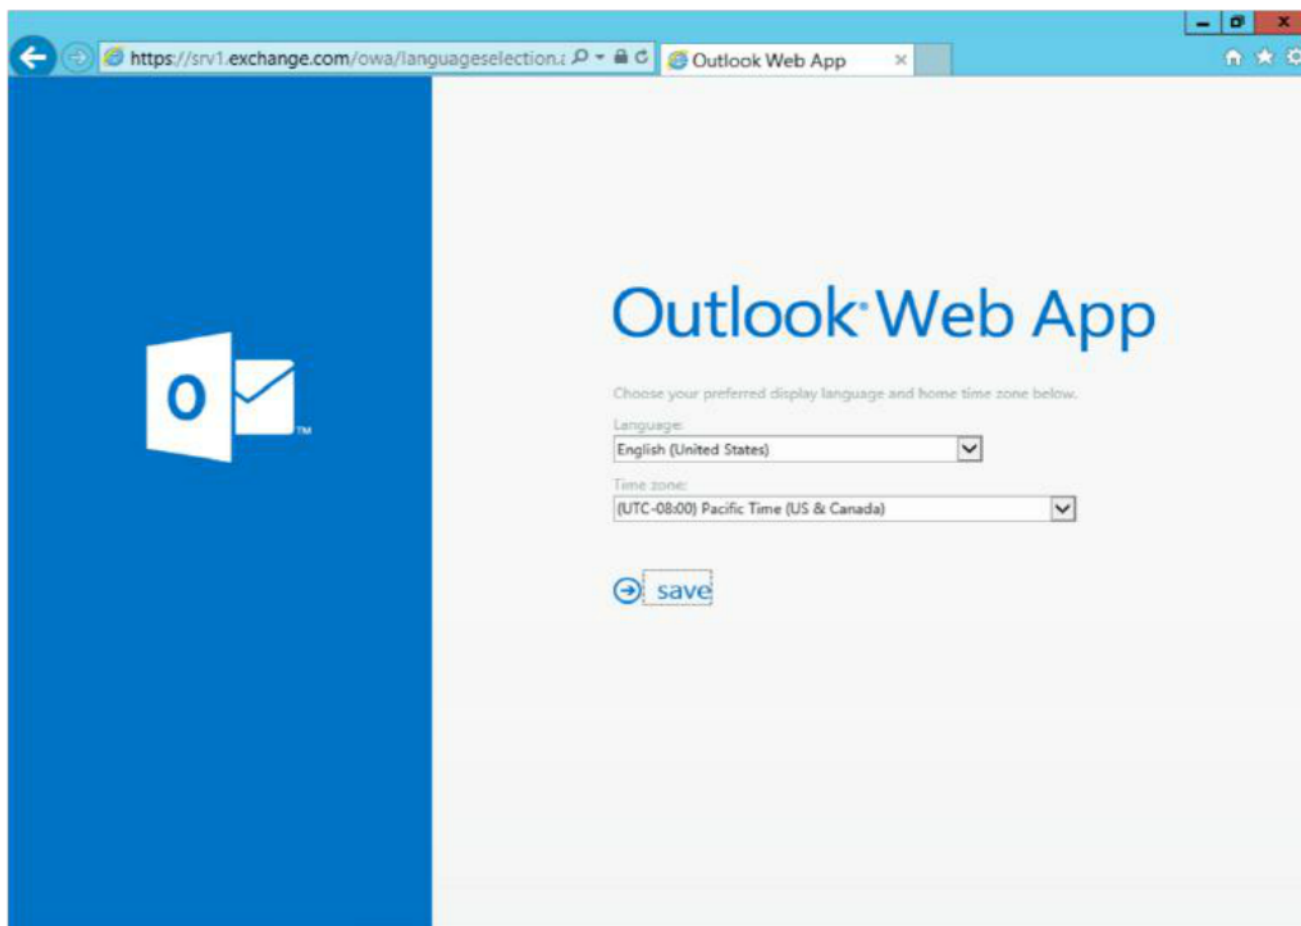 https://srv1.exchange.com/owa/languageselection.a
Outlook Web App
Outlook Web App
O
TM
Choose your preferred display language and home time zone below.
Language:
English (United States)
Time zone:
(UTC-08:00) Pacific Time (US & Canada)
save